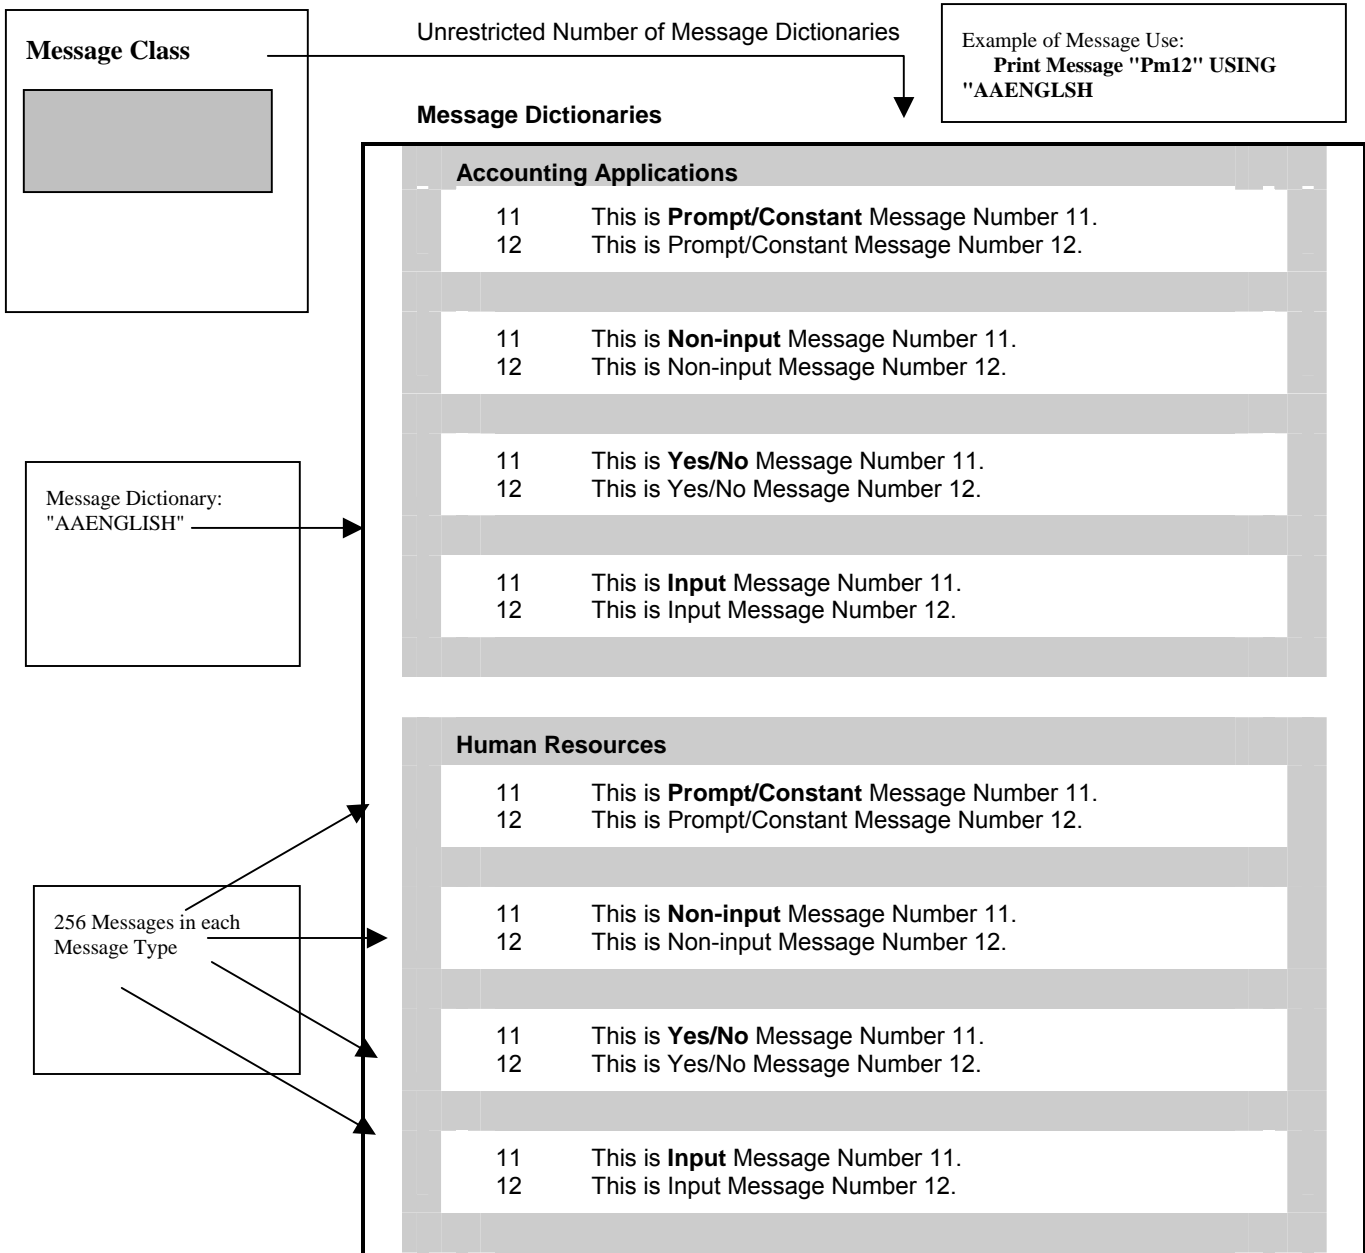 Message Class
Unrestricted Number of Message Dictionaries
Example of Message Use:
Print Message "Pm12" USING
"AAENGLSH
Message Dictionaries
Accounting Applications
11 This is Prompt/Constant Message Number 11.
12 This is Prompt/Constant Message Number 12.
11 This is Non-input Message Number 11.
12 This is Non-input Message Number 12.
11 This is Yes/No Message Number 11.
12 This is Yes/No Message Number 12.
Message Dictionary:
"AAENGLISH"
11 This is Input Message Number 11.
12 This is Input Message Number 12.
Human Resources
11 This is Prompt/Constant Message Number 11.
12 This is Prompt/Constant Message Number 12.
256 Messages in each
Message Type
11 This is Non-input Message Number 11.
12 This is Non-input Message Number 12.
11 This is Yes/No Message Number 11.
12 This is Yes/No Message Number 12.
11 This is Input Message Number 11.
12 This is Input Message Number 12.